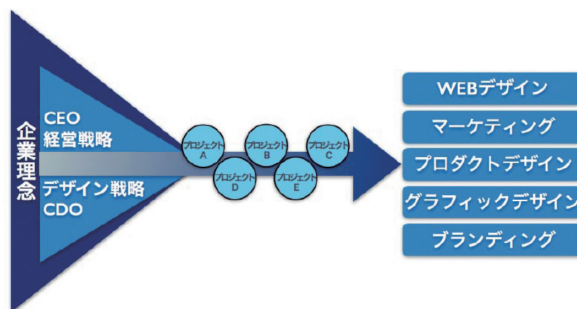 企業理念
CEO
経営戦略
デザイン戦略
CDO
プロジェクト
A
プロジェクト
B
プロジェクト
C
プロジェクト
D
プロジェクト
E
WEBデザイン
マーケティング
プロダクトデザイン
グラフィックデザイン
ブランディング